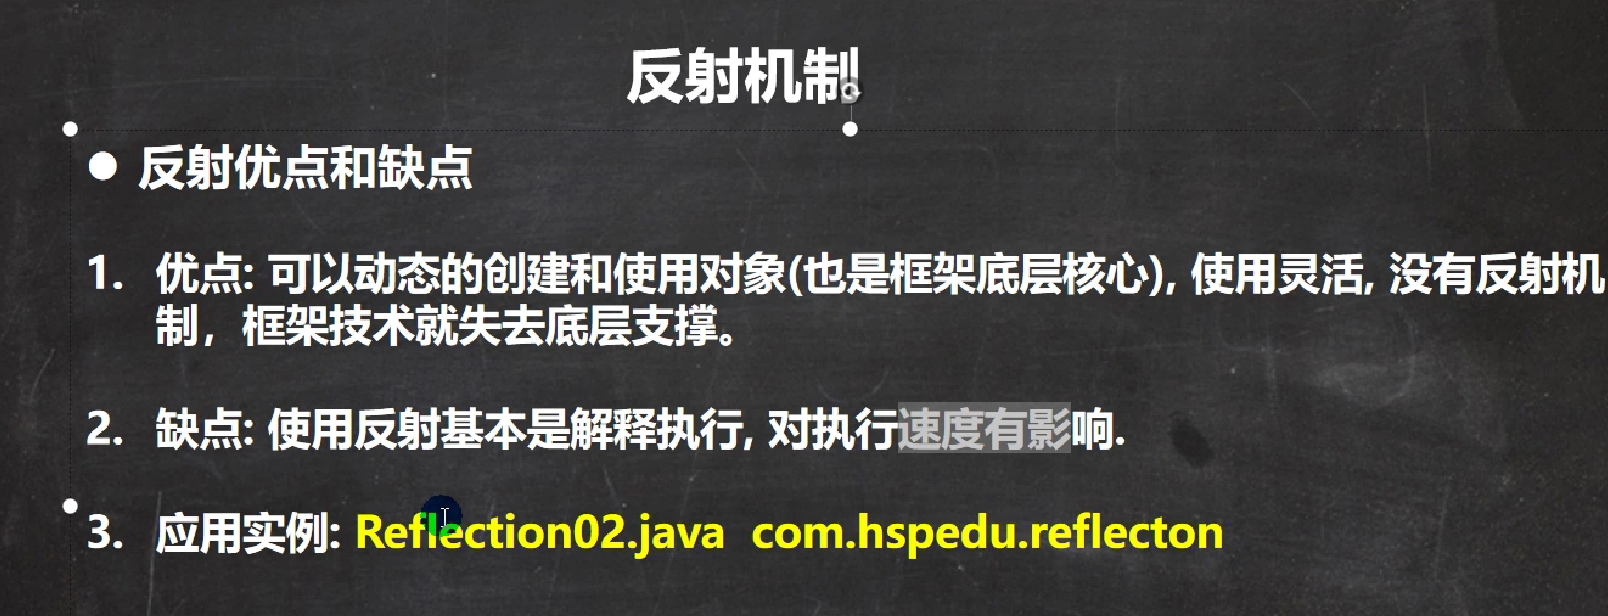 反射机制
● 反射优点和缺点
1. 优点: 可以动态的创建和使用对象(也是框架底层核心), 使用灵活, 没有反射机
制，框架技术就失去底层支撑。
2. 缺点: 使用反射基本是解释执行, 对执行速度有影响.
3. 应用实例: Reflection02.java com.hspedu.reflecton